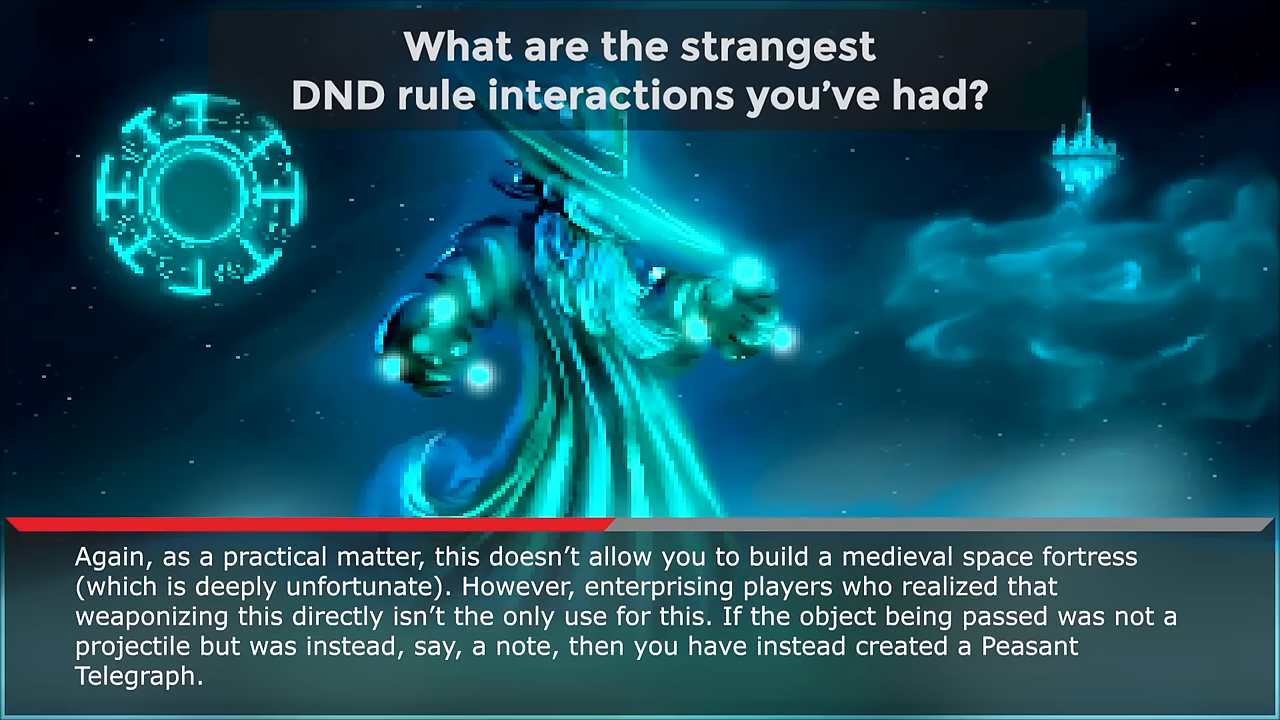 What are the strangest
DND rule interactions you’ve had?
Again, as a practical matter, this doesn’t allow you to build a medieval space fortress
(which is deeply unfortunate). However, enterprising players who realized that
weaponizing this directly isn’t the only use for this. If the object being passed was not a
projectile but was instead, say, a note, then you have instead created a Peasant
Telegraph.